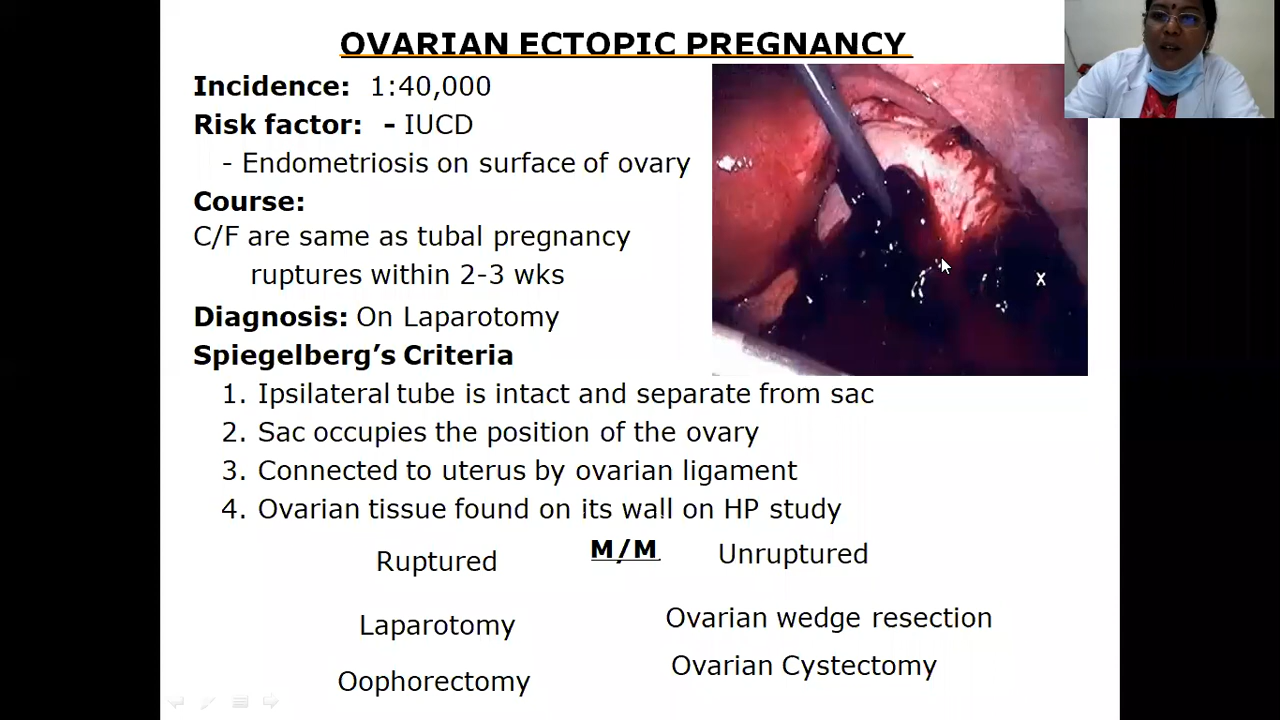 OVARIAN ECTOPIC PREGNANCY
Incidence: 1:40,000
Risk factor: - IUCD
- Endometriosis on surface of ovary
Course:
C/F are same as tubal pregnancy
ruptures within 2-3 wks
Diagnosis: On Laparotomy
Spiegelberg's Criteria
1. Ipsilateral tube is intact and separate from sac
2. Sac occupies the position of the ovary
3. Connected to uterus by ovarian ligament
4. Ovarian tissue found on its wall on HP study
M/M
Ruptured Unruptured
Laparotomy Ovarian wedge resection
Oophorectomy Ovarian Cystectomy
x